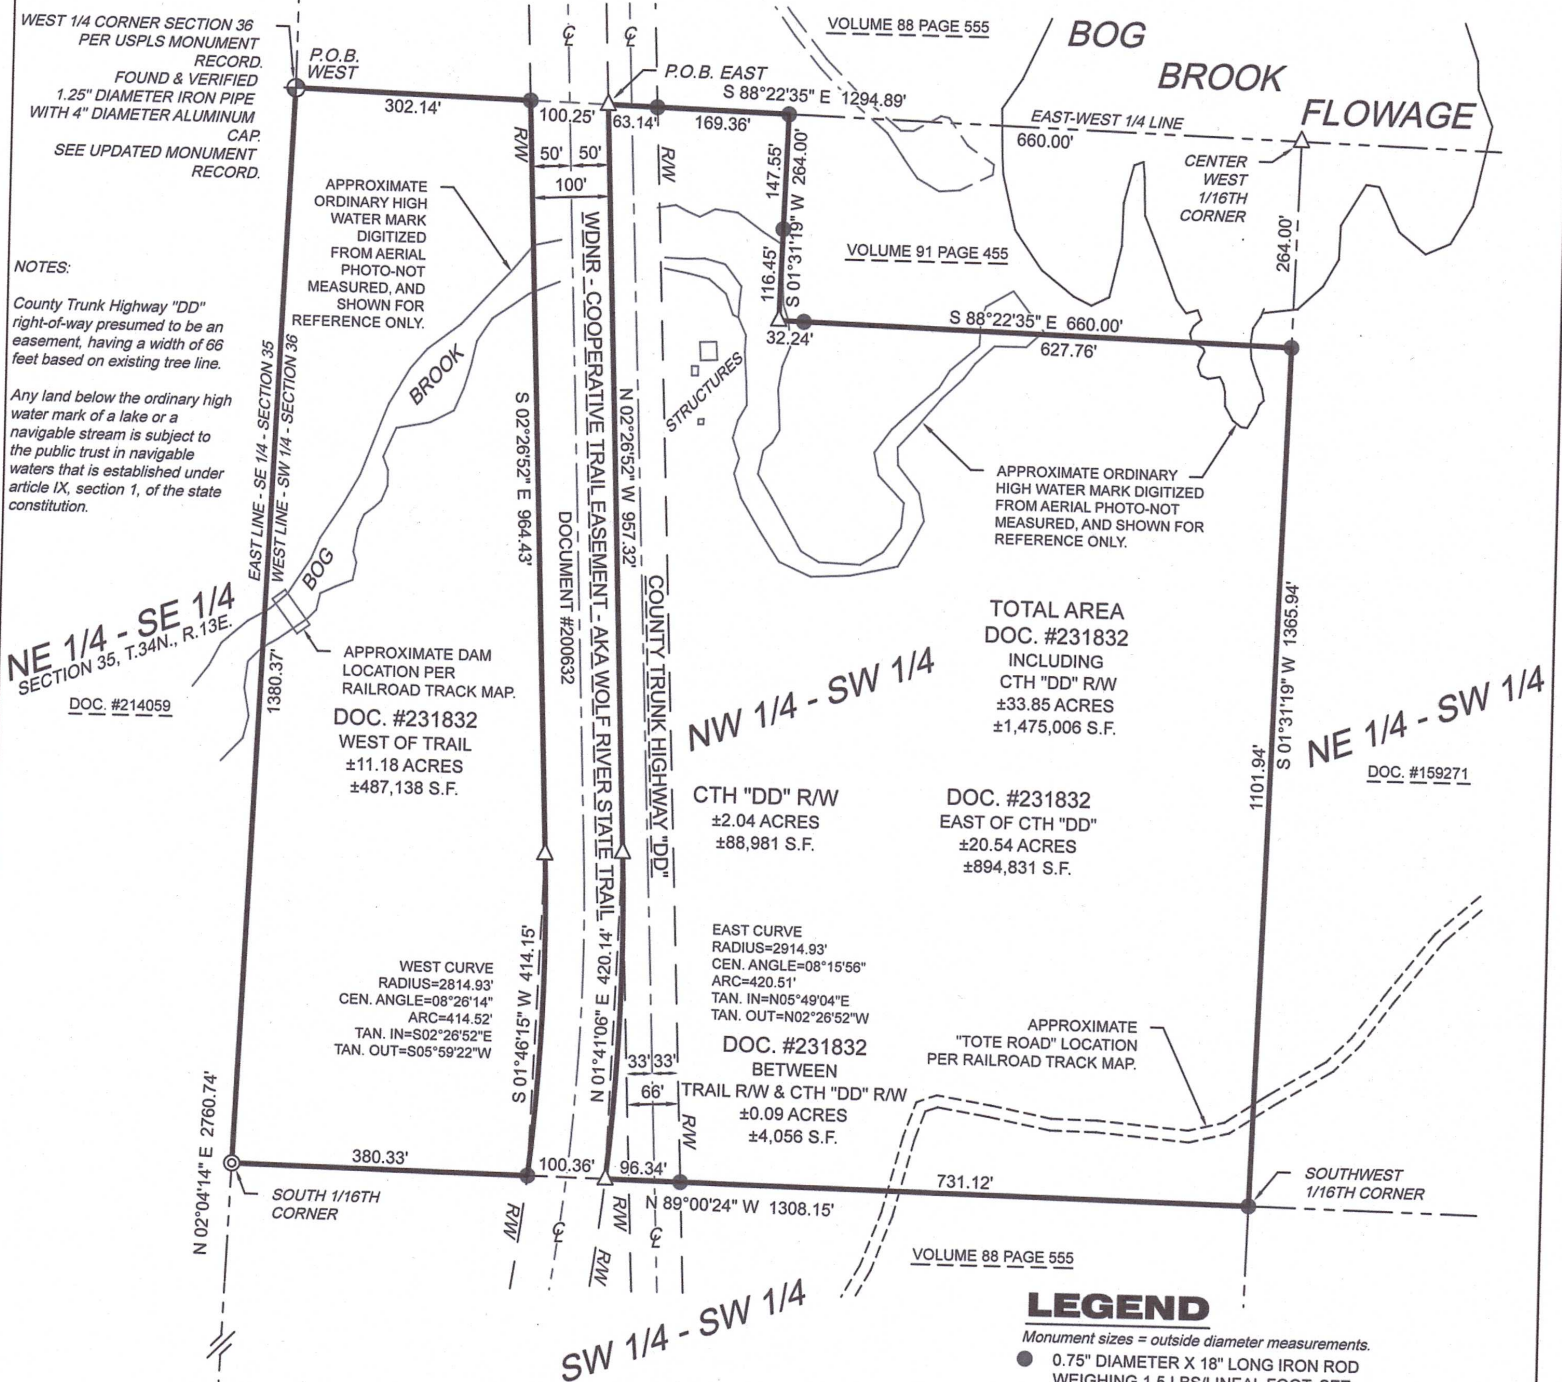 WEST 1/4 CORNER SECTION 36
PER USPLS MONUMENT
RECORD.
FOUND & VERIFIED
1.25" DIAMETER IRON PIPE
WITH 4" DIAMETER ALUMINUM
CAP.
SEE UPDATED MONUMENT
RECORD.
P.O.B.
WEST
302.14'
100.25'
50'
50'
100'
R/W
℄
℄
P.O.B. EAST
S 88°22'35" E 1294.89'
63.14'
169.36'
R/W
VOLUME 88 PAGE 555
BOG
BROOK
FLOWAGE
EAST-WEST 1/4 LINE
660.00'
CENTER
WEST
1/16TH
CORNER
264.00'
147.55'
116.45'
S 01°31'19" W 264.00'
VOLUME 91 PAGE 455
32.24'
S 88°22'35" E 660.00'
627.76'
APPROXIMATE
ORDINARY HIGH
WATER MARK
DIGITIZED
FROM AERIAL
PHOTO-NOT
MEASURED, AND
SHOWN FOR
REFERENCE ONLY.
NOTES:
County Trunk Highway "DD"
right-of-way presumed to be an
easement, having a width of 66
feet based on existing tree line.
Any land below the ordinary high
water mark of a lake or a
navigable stream is subject to
the public trust in navigable
waters that is established under
article IX, section 1, of the state
constitution.
EAST LINE - SE 1/4 - SECTION 35
WEST LINE - SW 1/4 - SECTION 36
BROOK
BOG
S 02°26'52" E 964.43'
DOCUMENT #200632
WDNR - COOPERATIVE TRAIL EASEMENT - AKA WOLF RIVER STATE TRAIL
N 02°26'52" W 957.32'
COUNTY TRUNK HIGHWAY "DD"
STRUCTURES
APPROXIMATE ORDINARY
HIGH WATER MARK DIGITIZED
FROM AERIAL PHOTO-NOT
MEASURED, AND SHOWN FOR
REFERENCE ONLY.
NE 1/4 - SE 1/4
SECTION 35, T.34N., R.13E.
DOC. #214059
1380.37'
APPROXIMATE DAM
LOCATION PER
RAILROAD TRACK MAP.
DOC. #231832
WEST OF TRAIL
±11.18 ACRES
±487,138 S.F.
NW 1/4 - SW 1/4
TOTAL AREA
DOC. #231832
INCLUDING
CTH "DD" R/W
±33.85 ACRES
±1,475,006 S.F.
S 01°31'19" W 1365.94'
1101.94'
NE 1/4 - SW 1/4
DOC. #159271
CTH "DD" R/W
±2.04 ACRES
±88,981 S.F.
DOC. #231832
EAST OF CTH "DD"
±20.54 ACRES
±894,831 S.F.
WEST CURVE
RADIUS=2814.93'
CEN. ANGLE=08°26'14"
ARC=414.52'
TAN. IN=S02°26'52"E
TAN. OUT=S05°59'22"W
S 01°46'15" W 414.15'
N 01°41'06" E 420.14'
EAST CURVE
RADIUS=2914.93'
CEN. ANGLE=08°15'56"
ARC=420.51'
TAN. IN=N05°49'04"E
TAN. OUT=N02°26'52"W
DOC. #231832
BETWEEN
TRAIL R/W & CTH "DD" R/W
±0.09 ACRES
±4,056 S.F.
33'
33'
66'
R/W
APPROXIMATE
"TOTE ROAD" LOCATION
PER RAILROAD TRACK MAP.
N 02°04'14" E 2760.74'
380.33'
100.36'
96.34'
731.12'
N 89°00'24" W 1308.15'
SOUTH 1/16TH
CORNER
SOUTHWEST
1/16TH CORNER
R/W
℄
R/W
R/W
℄
VOLUME 88 PAGE 555
SW 1/4 - SW 1/4
LEGEND
Monument sizes = outside diameter measurements.
0.75" DIAMETER X 18" LONG IRON ROD
WEIGHING 1.5 LBS/LINEAL FOOT, SET